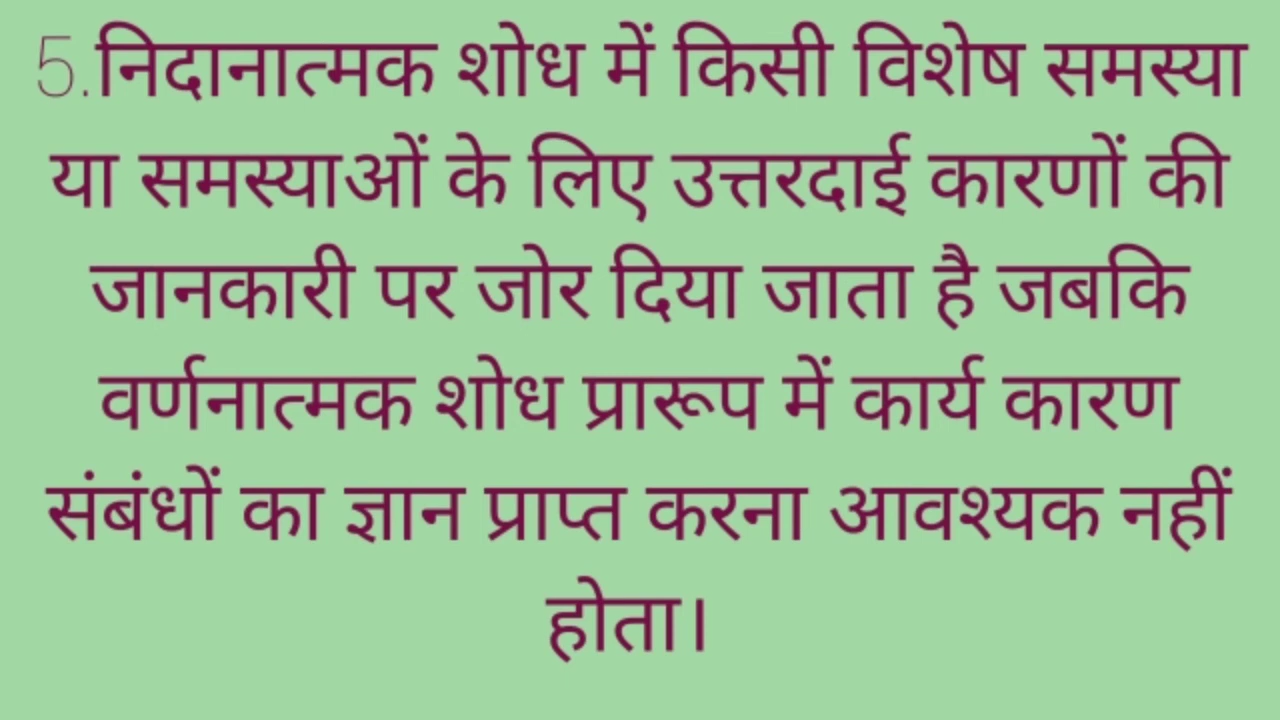 5.निदानात्मक शोध में किसी विशेष समस्या
या समस्याओं के लिए उत्तरदाई कारणों की
जानकारी पर जोर दिया जाता है जबकि
वर्णनात्मक शोध प्रारूप में कार्य कारण
संबंधों का ज्ञान प्राप्त करना आवश्यक नहीं
होता।